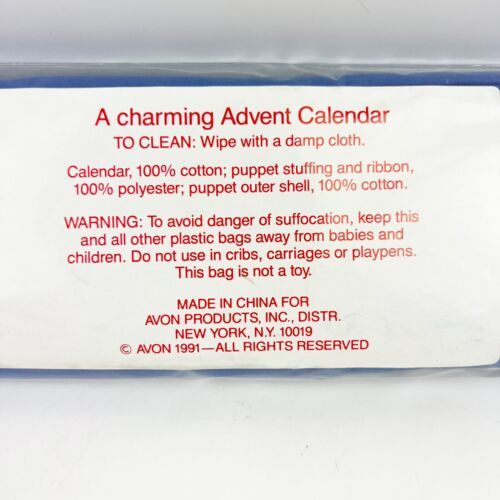 A charming Advent Calendar
TO CLEAN: Wipe with a damp cloth.
Calendar, 100% cotton; puppet stuffing and ribbon,
100% polyester; puppet outer shell, 100% cotton.
WARNING: To avoid danger of suffocation, keep this
and all other plastic bags away from babies and
children. Do not use in cribs, carriages or playpens.
This bag is not a toy.
MADE IN CHINA FOR
AVON PRODUCTS, INC., DISTR.
NEW YORK, N.Y. 10019
© AVON 1991—ALL RIGHTS RESERVED